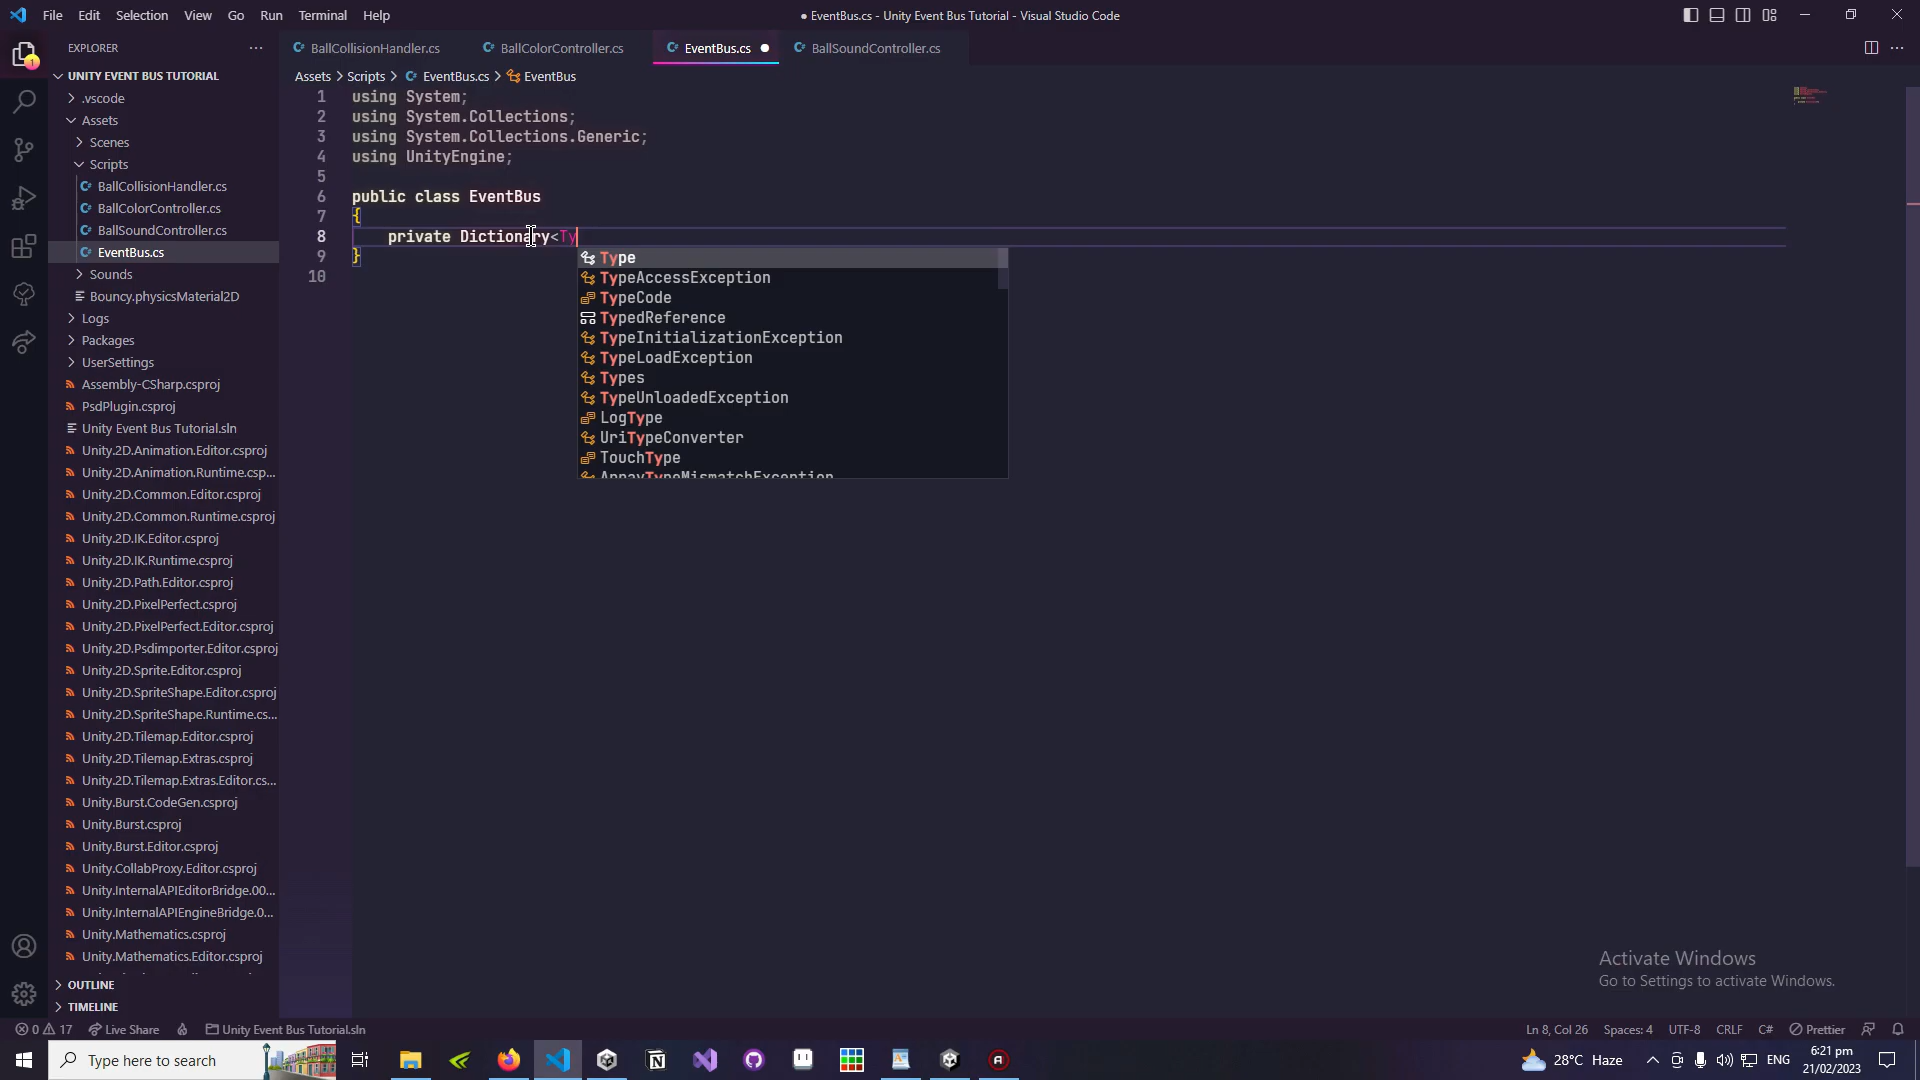 File Edit Selection View Go Run Terminal Help
● EventBus.cs - Unity Event Bus Tutorial - Visual Studio Code
EXPLORER
BallCollisionHandler.cs
BallColorController.cs
EventBus.cs
BallSoundController.cs
UNITY EVENT BUS TUTORIAL
Assets > Scripts > EventBus.cs > EventBus
.vscode
Assets
Scenes
Scripts
BallCollisionHandler.cs
BallColorController.cs
BallSoundController.cs
EventBus.cs
Sounds
Bouncy.physicsMaterial2D
Logs
Packages
UserSettings
Assembly-CSharp.csproj
PsdPlugin.csproj
Unity Event Bus Tutorial.sln
Unity.2D.Animation.Editor.csproj
Unity.2D.Animation.Runtime.csp...
Unity.2D.Common.Editor.csproj
Unity.2D.Common.Runtime.csproj
Unity.2D.IK.Editor.csproj
Unity.2D.IK.Runtime.csproj
Unity.2D.Path.Editor.csproj
Unity.2D.PixelPerfect.csproj
Unity.2D.PixelPerfect.Editor.csproj
Unity.2D.Psdimporter.Editor.csproj
Unity.2D.Sprite.Editor.csproj
Unity.2D.SpriteShape.Editor.csproj
Unity.2D.SpriteShape.Runtime.cs...
Unity.2D.Tilemap.Editor.csproj
Unity.2D.Tilemap.Extras.csproj
Unity.2D.Tilemap.Extras.Editor.cs...
Unity.Burst.CodeGen.csproj
Unity.Burst.csproj
Unity.Burst.Editor.csproj
Unity.CollabProxy.Editor.csproj
Unity.InternalAPIEditorBridge.00...
Unity.InternalAPIEngineBridge.0...
Unity.Mathematics.csproj
Unity.Mathematics.Editor.csproj
OUTLINE
TIMELINE
1 using System;
2 using System.Collections;
3 using System.Collections.Generic;
4 using UnityEngine;
5
6 public class EventBus
7 {
8 private Dictionary<Ty
9 }
10
Type
TypeAccessException
TypeCode
TypedReference
TypeInitializationException
TypeLoadException
Types
TypeUnloadedException
LogType
UriTypeConverter
TouchType
ArrayTypeMismatchException
Activate Windows
Go to Settings to activate Windows.
0 17 Live Share Unity Event Bus Tutorial.sln
Ln 8, Col 26 Spaces: 4 UTF-8 CRLF C# Prettier
1
Type here to search
28°C Haze
ENG
6:21 pm
21/02/2023